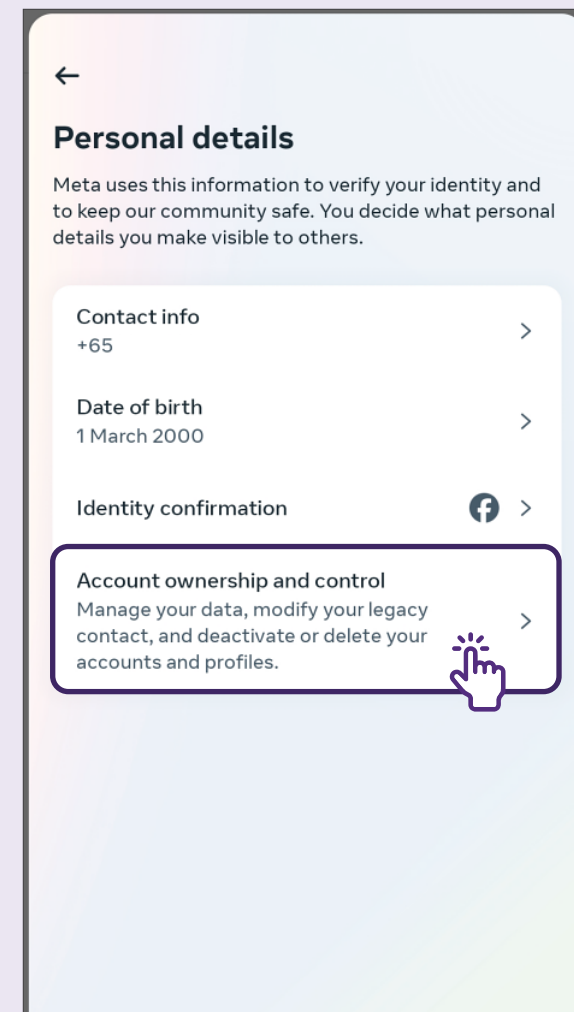 Personal details
Meta uses this information to verify your identity and
to keep our community safe. You decide what personal
details you make visible to others.
Contact info
+65
Date of birth
1 March 2000
Identity confirmation
Account ownership and control
Manage your data, modify your legacy
contact, and deactivate or delete your
accounts and profiles.